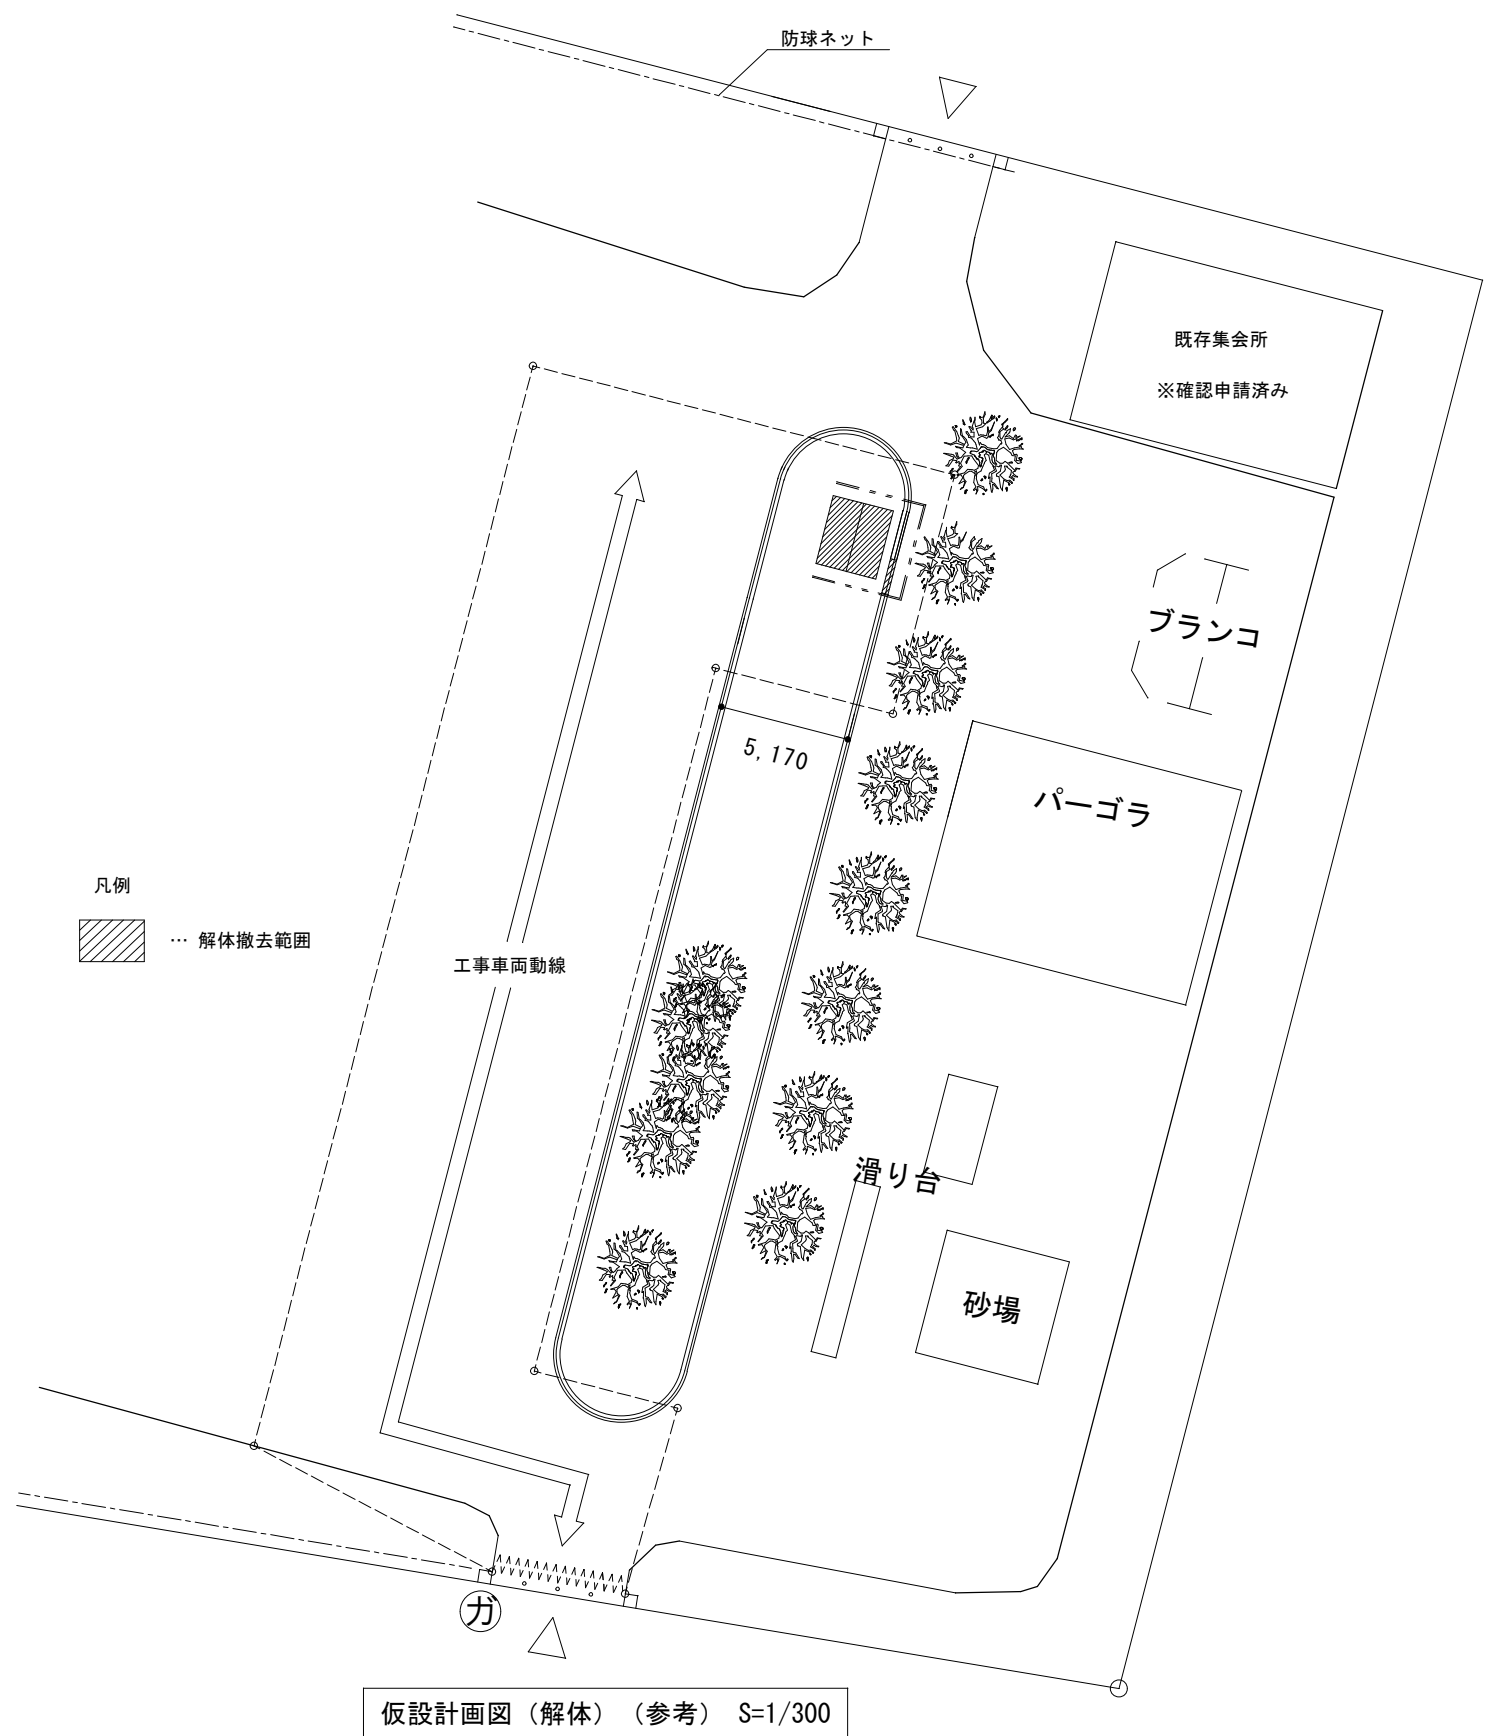 防球ネット
既存集会所
※確認申請済み
ブランコ
5,170
パーゴラ
凡例
… 解体撤去範囲
工事車両動線
滑り台
砂場
ガ
仮設計画図（解体）（参考） S=1/300